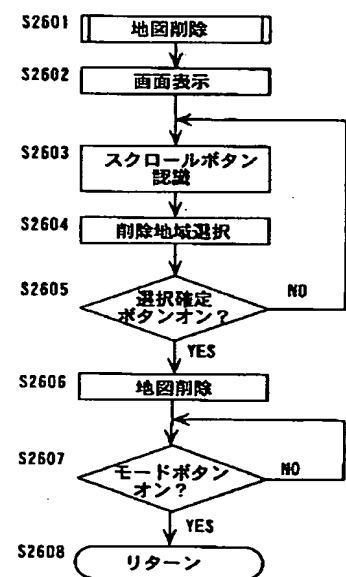 S2601 地図削除
S2602 画面表示
S2603 スクロールボタン
認識
S2604 削除地域選択
S2605 選択確定
ボタンオン？
NO
YES
S2606 地図削除
S2607 モードボタン
オン？
NO
YES
S2608 リターン